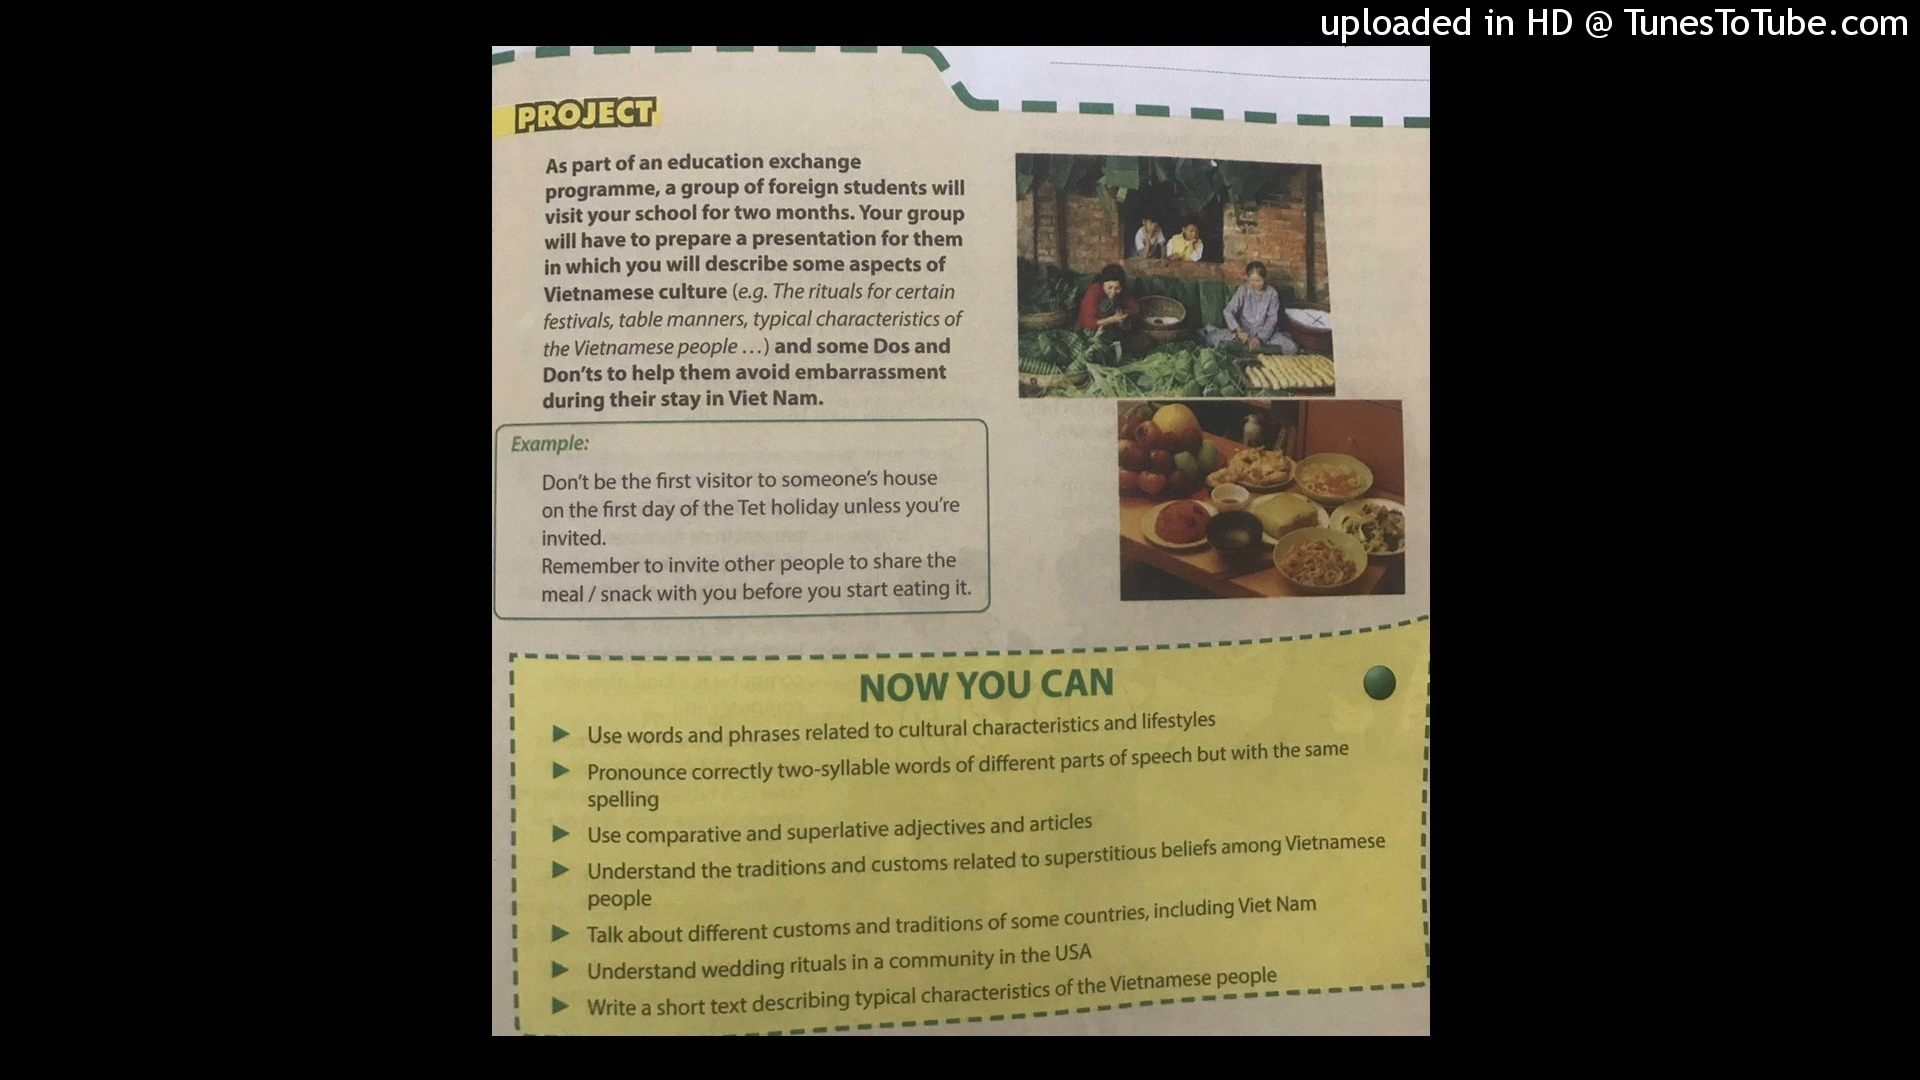 uploaded in HD @ TunesToTube.com
PROJECT
As part of an education exchange
programme, a group of foreign students will
visit your school for two months. Your group
will have to prepare a presentation for them
in which you will describe some aspects of
Vietnamese culture (e.g. The rituals for certain
festivals, table manners, typical characteristics of
the Vietnamese people ...) and some Dos and
Don'ts to help them avoid embarrassment
during their stay in Viet Nam.
Example:
Don't be the first visitor to someone's house
on the first day of the Tet holiday unless you're
invited.
Remember to invite other people to share the
meal / snack with you before you start eating it.
NOW YOU CAN
Use words and phrases related to cultural characteristics and lifestyles
Pronounce correctly two-syllable words of different parts of speech but with the same
spelling
Use comparative and superlative adjectives and articles
Understand the traditions and customs related to superstitious beliefs among Vietnamese
people
Talk about different customs and traditions of some countries, including Viet Nam
Understand wedding rituals in a community in the USA
Write a short text describing typical characteristics of the Vietnamese people